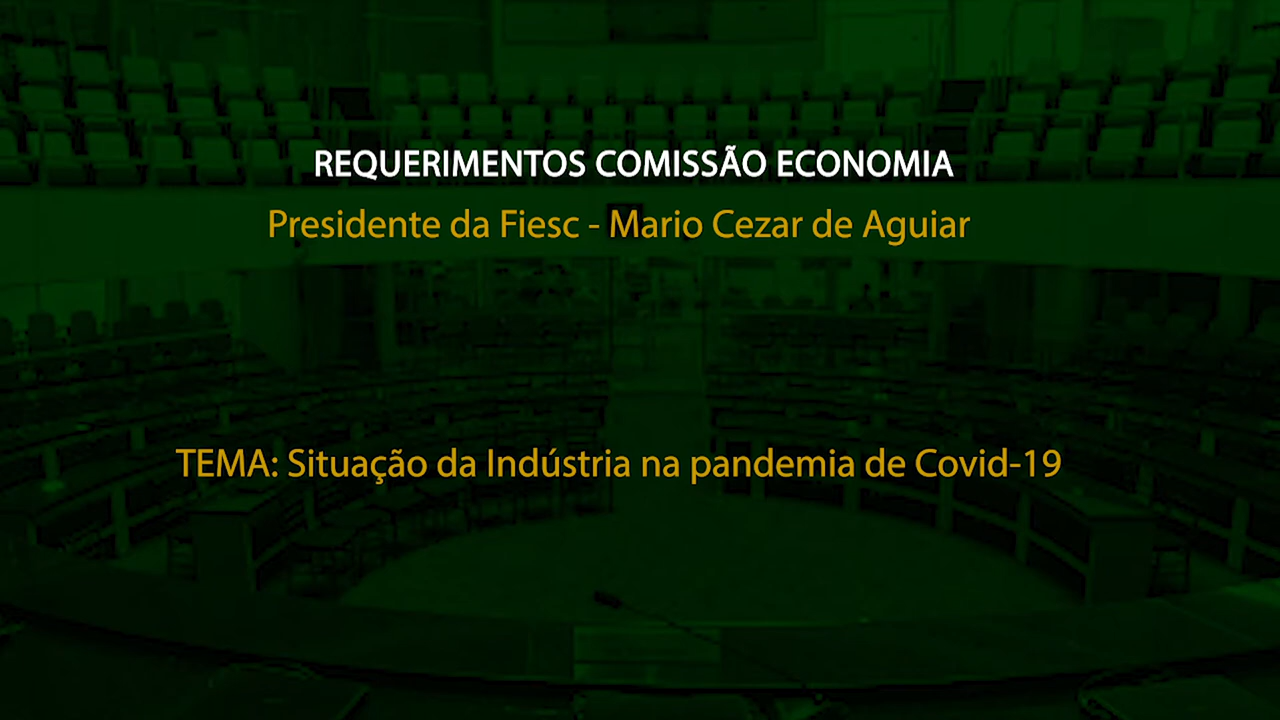 REQUERIMENTOS COMISSÃO ECONOMIA
Presidente da Fiesc - Mario Cezar de Aguiar
TEMA: Situação da Indústria na pandemia de Covid-19